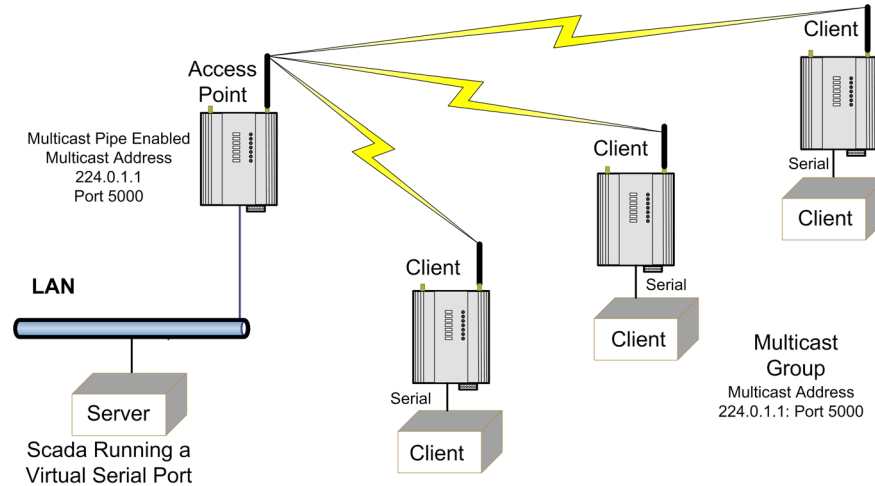 Client
Access
Point
Multicast Pipe Enabled
Multicast Address
224.0.1.1
Port 5000
Client
Serial
Client
Client
Serial
Client
LAN
Client
Serial
Client
Server
Scada Running a
Virtual Serial Port
Multicast
Group
Multicast Address
224.0.1.1: Port 5000